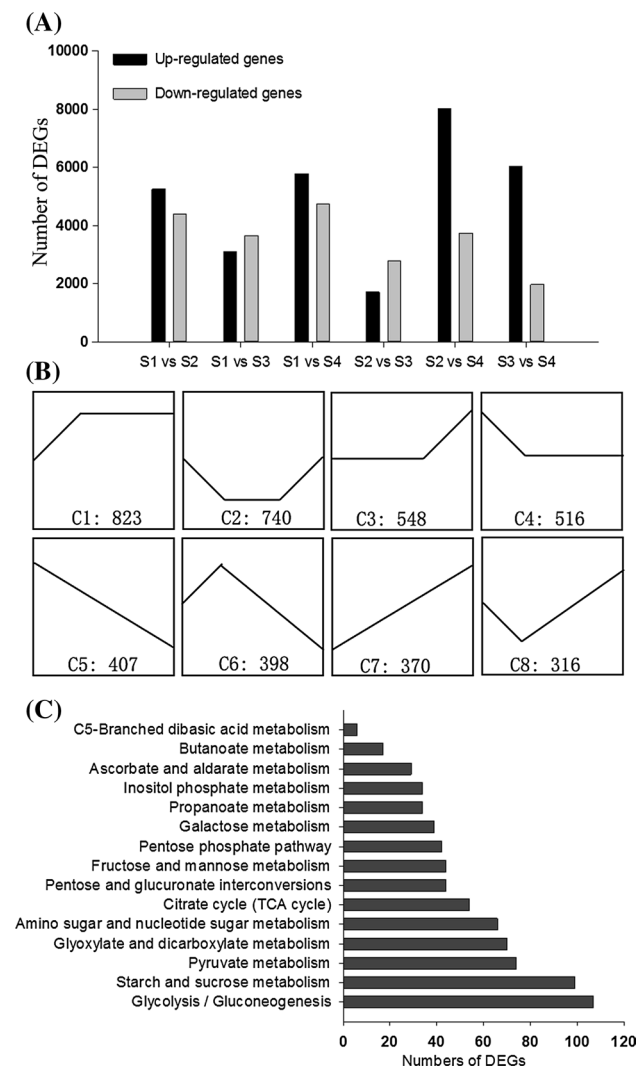 (A)
10000
8000
6000
4000
2000
0
Number of DEGs
Up-regulated genes
Down-regulated genes
S1 vs S2
S1 vs S3
S1 vs S4
S2 vs S3
S2 vs S4
S3 vs S4
(B)
C1: 823
C2: 740
C3: 548
C4: 516
C5: 407
C6: 398
C7: 370
C8: 316
(C)
C5-Branched dibasic acid metabolism
Butanoate metabolism
Ascorbate and aldarate metabolism
Inositol phosphate metabolism
Propanoate metabolism
Galactose metabolism
Pentose phosphate pathway
Fructose and mannose metabolism
Pentose and glucuronate interconversions
Citrate cycle (TCA cycle)
Amino sugar and nucleotide sugar metabolism
Glyoxylate and dicarboxylate metabolism
Pyruvate metabolism
Starch and sucrose metabolism
Glycolysis / Gluconeogenesis
0 20 40 60 80 100 120
Numbers of DEGs